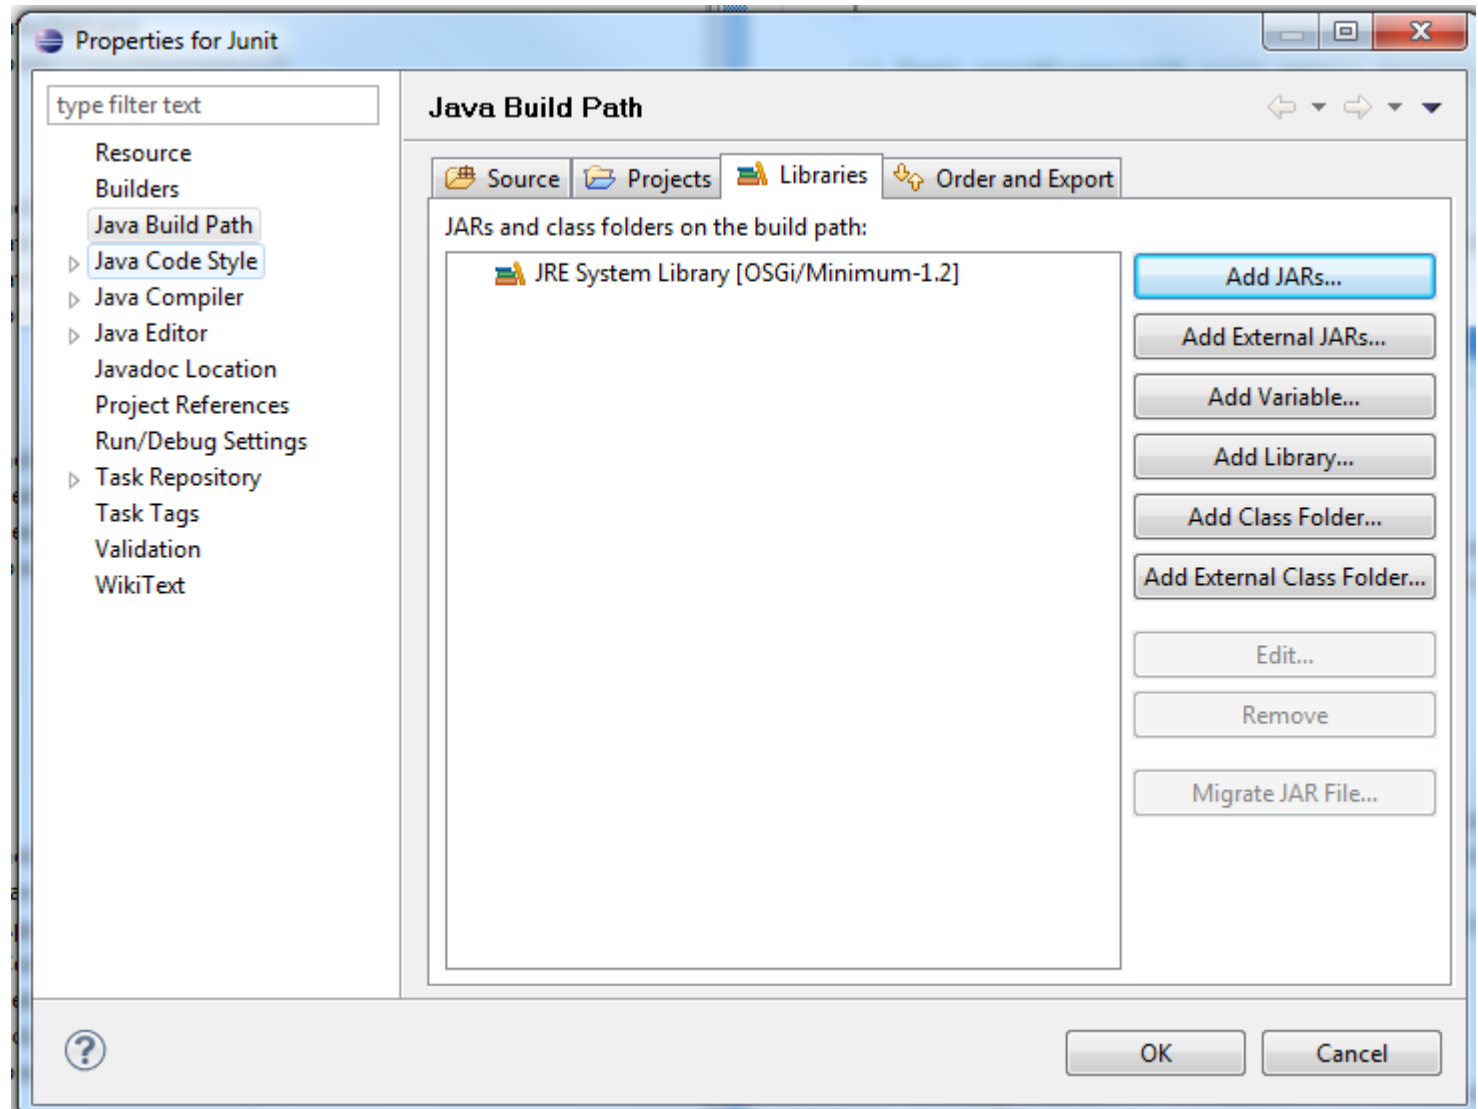 Properties for Junit
type filter text
Resource
Builders
Java Build Path
Java Code Style
Java Compiler
Java Editor
Javadoc Location
Project References
Run/Debug Settings
Task Repository
Task Tags
Validation
WikiText
Java Build Path
Source Projects Libraries Order and Export
JARs and class folders on the build path:
JRE System Library [OSGi/Minimum-1.2]
Add JARs...
Add External JARs...
Add Variable...
Add Library...
Add Class Folder...
Add External Class Folder...
Edit...
Remove
Migrate JAR File...
OK Cancel